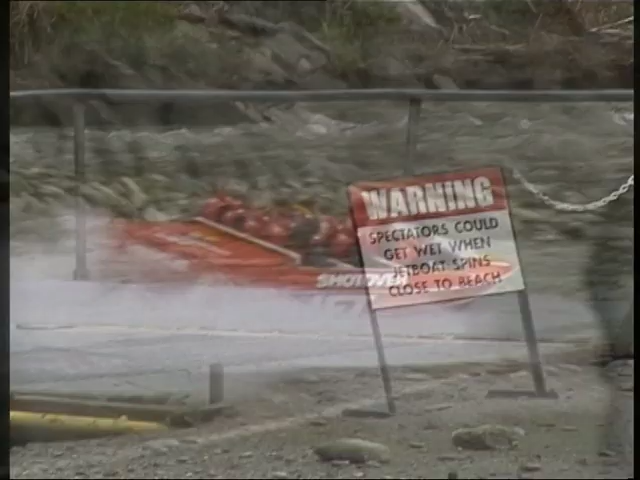 WARNING
SPECTATORS COULD
GET WET WHEN
JETBOAT SPINS
CLOSE TO BEACH
SHOTOVER